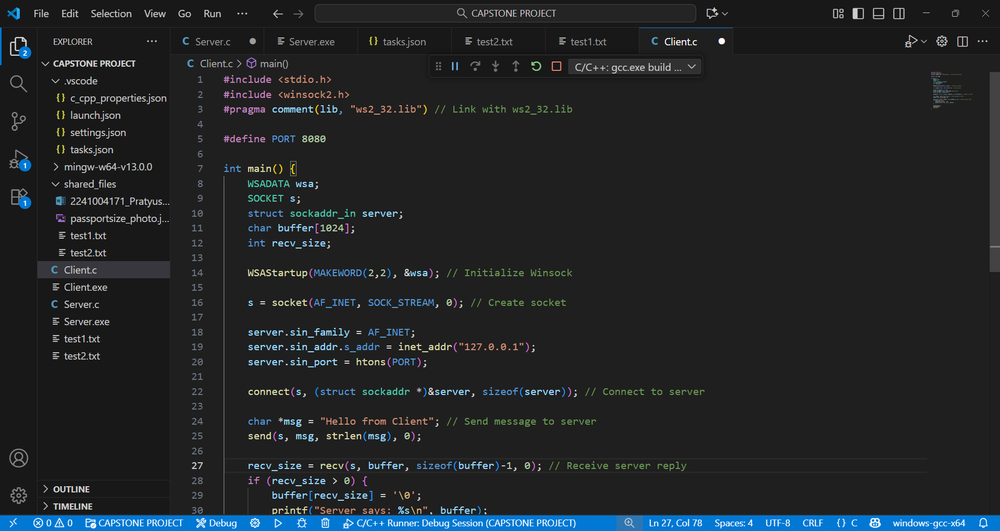 File Edit Selection View Go Run ··· CAPSTONE PROJECT
EXPLORER ···
CAPSTONE PROJECT
.vscode
{} c_cpp_properties.json
{} launch.json
{} settings.json
{} tasks.json
mingw-w64-v13.0.0
shared_files
2241004171_Pratyus...
passportsize_photo.j...
test1.txt
test2.txt
C Client.c
Client.exe
C Server.c
Server.exe
test1.txt
test2.txt
OUTLINE
TIMELINE
2
1
1
C Server.c Server.exe {} tasks.json test2.txt test1.txt C Client.c
C Client.c > main()
C/C++: gcc.exe build ...
1 #include <stdio.h>
2 #include <winsock2.h>
3 #pragma comment(lib, "ws2_32.lib") // Link with ws2_32.lib
4
5 #define PORT 8080
6
7 int main() {
8 WSADATA wsa;
9 SOCKET s;
10 struct sockaddr_in server;
11 char buffer[1024];
12 int recv_size;
13
14 WSAStartup(MAKEWORD(2,2), &wsa); // Initialize Winsock
15
16 s = socket(AF_INET, SOCK_STREAM, 0); // Create socket
17
18 server.sin_family = AF_INET;
19 server.sin_addr.s_addr = inet_addr("127.0.0.1");
20 server.sin_port = htons(PORT);
21
22 connect(s, (struct sockaddr *)&server, sizeof(server)); // Connect to server
23
24 char *msg = "Hello from Client"; // Send message to server
25 send(s, msg, strlen(msg), 0);
26
27 recv_size = recv(s, buffer, sizeof(buffer)-1, 0); // Receive server reply
28 if (recv_size > 0) {
29 buffer[recv_size] = '\0';
30 printf("Server says: %s\n", buffer);
0 0 CAPSTONE PROJECT Debug C/C++ Runner: Debug Session (CAPSTONE PROJECT) Ln 27, Col 78 Spaces: 4 UTF-8 CRLF {} C windows-gcc-x64